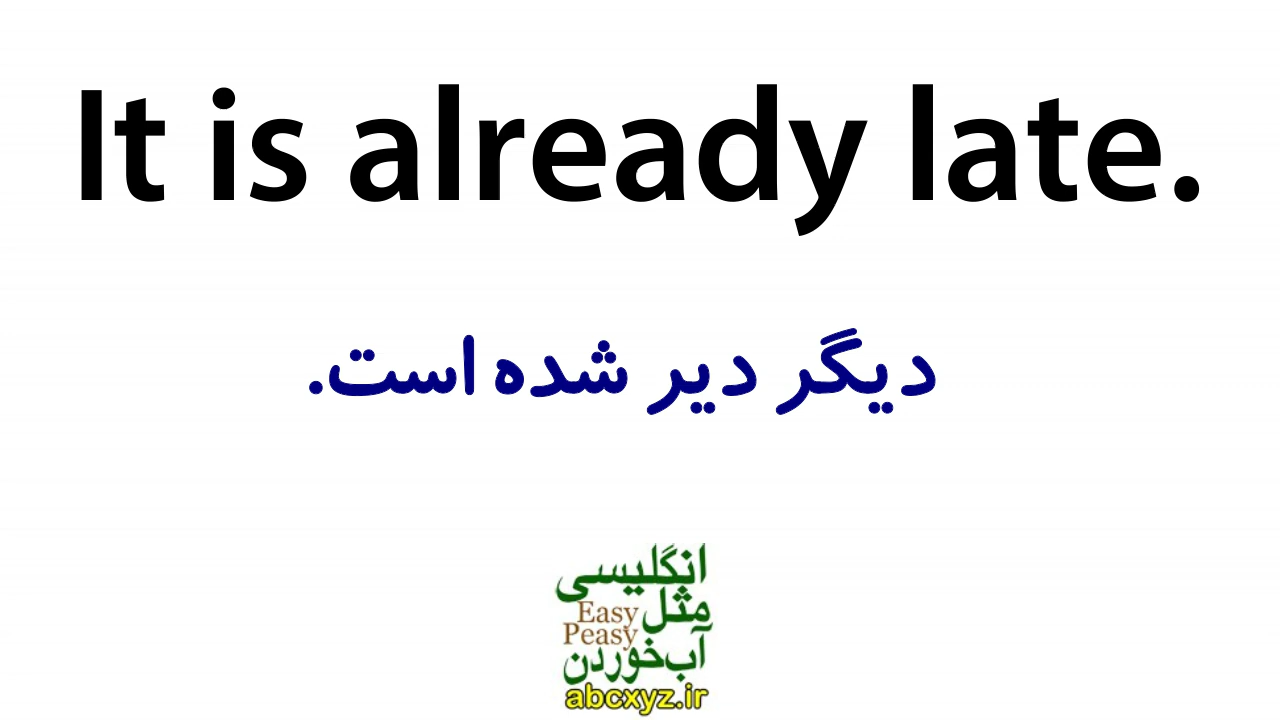 It is already late.
دیگر دیر شده است.
انگلیسی
مثل
Easy
Peasy
آب‌خوردن
abcxyz.ir